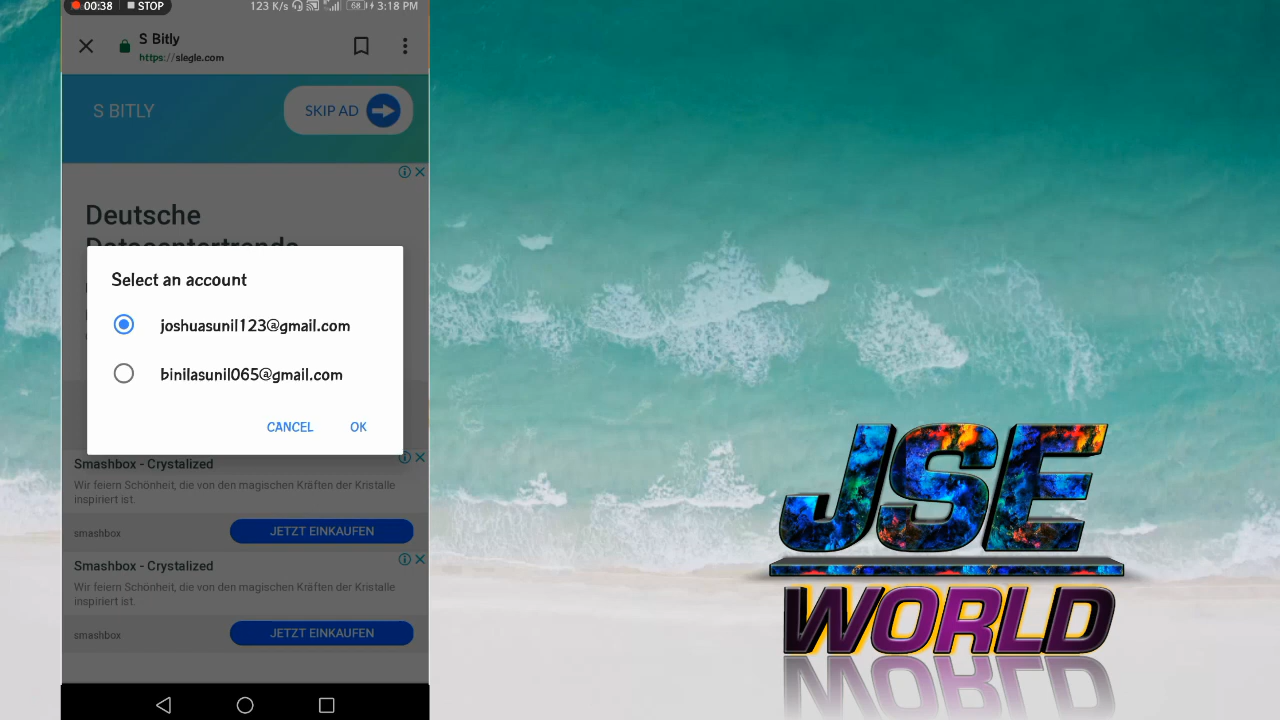 00:38 STOP 123 K/s 68 3:18 PM
S Bitly
https://slegle.com
S BITLY SKIP AD
Deutsche
Datacentertrends
Select an account
joshuasunil123@gmail.com
binilasunil065@gmail.com
CANCEL OK
Smashbox - Crystalized
Wir feiern Schönheit, die von den magischen Kräften der Kristalle
inspiriert ist.
smashbox JETZT EINKAUFEN
Smashbox - Crystalized
Wir feiern Schönheit, die von den magischen Kräften der Kristalle
inspiriert ist.
smashbox JETZT EINKAUFEN
JSE
WORLD